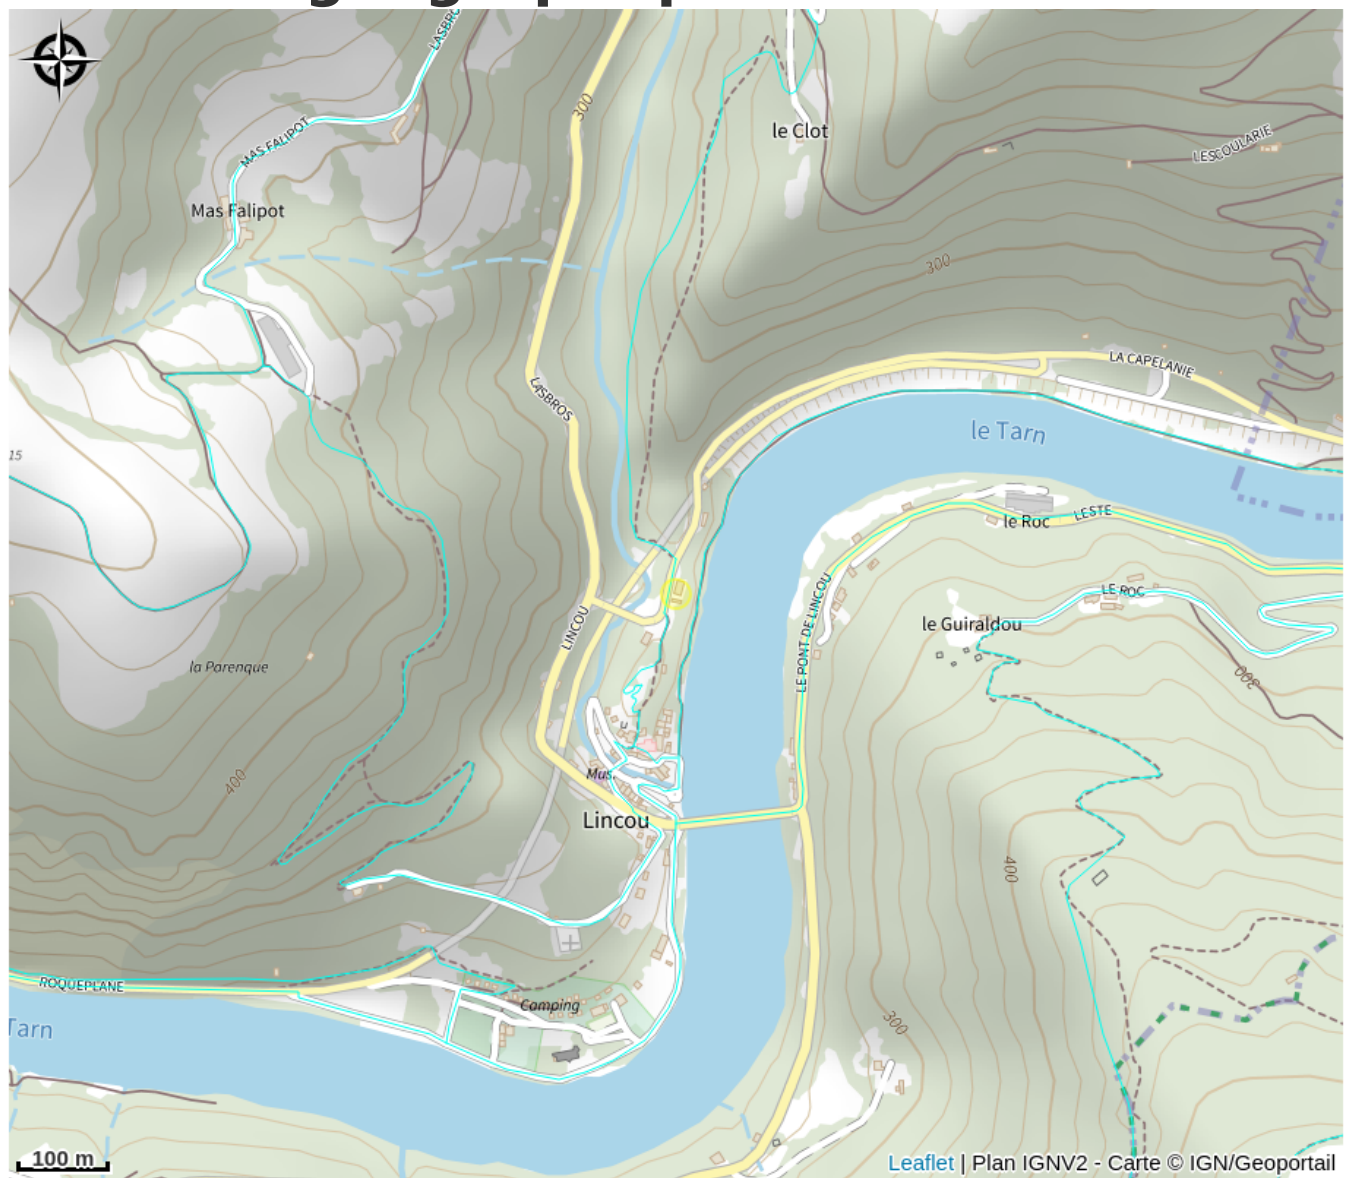 LASBRO
300
le Clot
MAS FALIPOT
LESCOULARIE
Mas Falipot
300
LA CAPELANIE
LASBROS
le Tarn
15
le Roc
LESTE
LE ROC
LE PONT DE LINCOU
le Guiraldou
LINCOU
la Parenque
300
u
Mus.
400
Lincou
400
ROQUEPLANE
Camping
300
Tarn
100 m
Leaflet | Plan IGNV2 - Carte © IGN/Geoportail